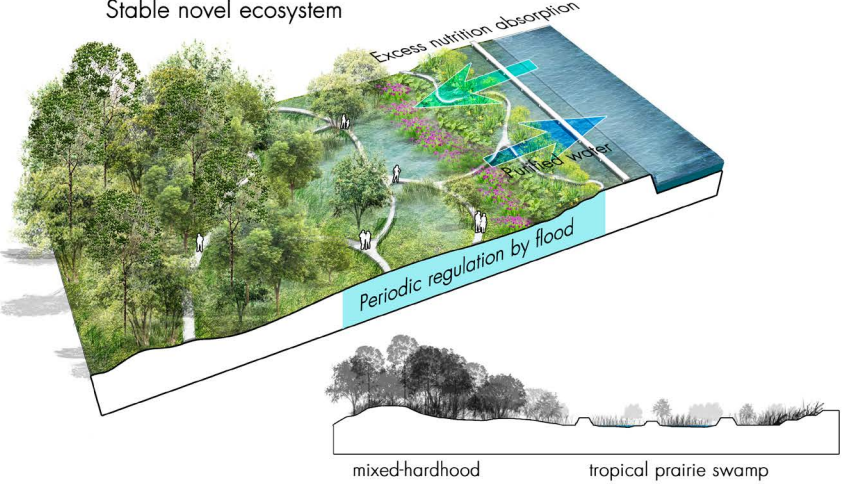 Stable novel ecosystem
Excess nutrition absorption
Purified water
Periodic regulation by flood
mixed-hardhood
tropical prairie swamp